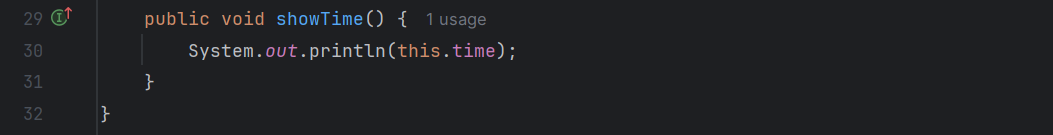 29 public void showTime() { 1 usage
30 System.out.println(this.time);
31 }
32 }